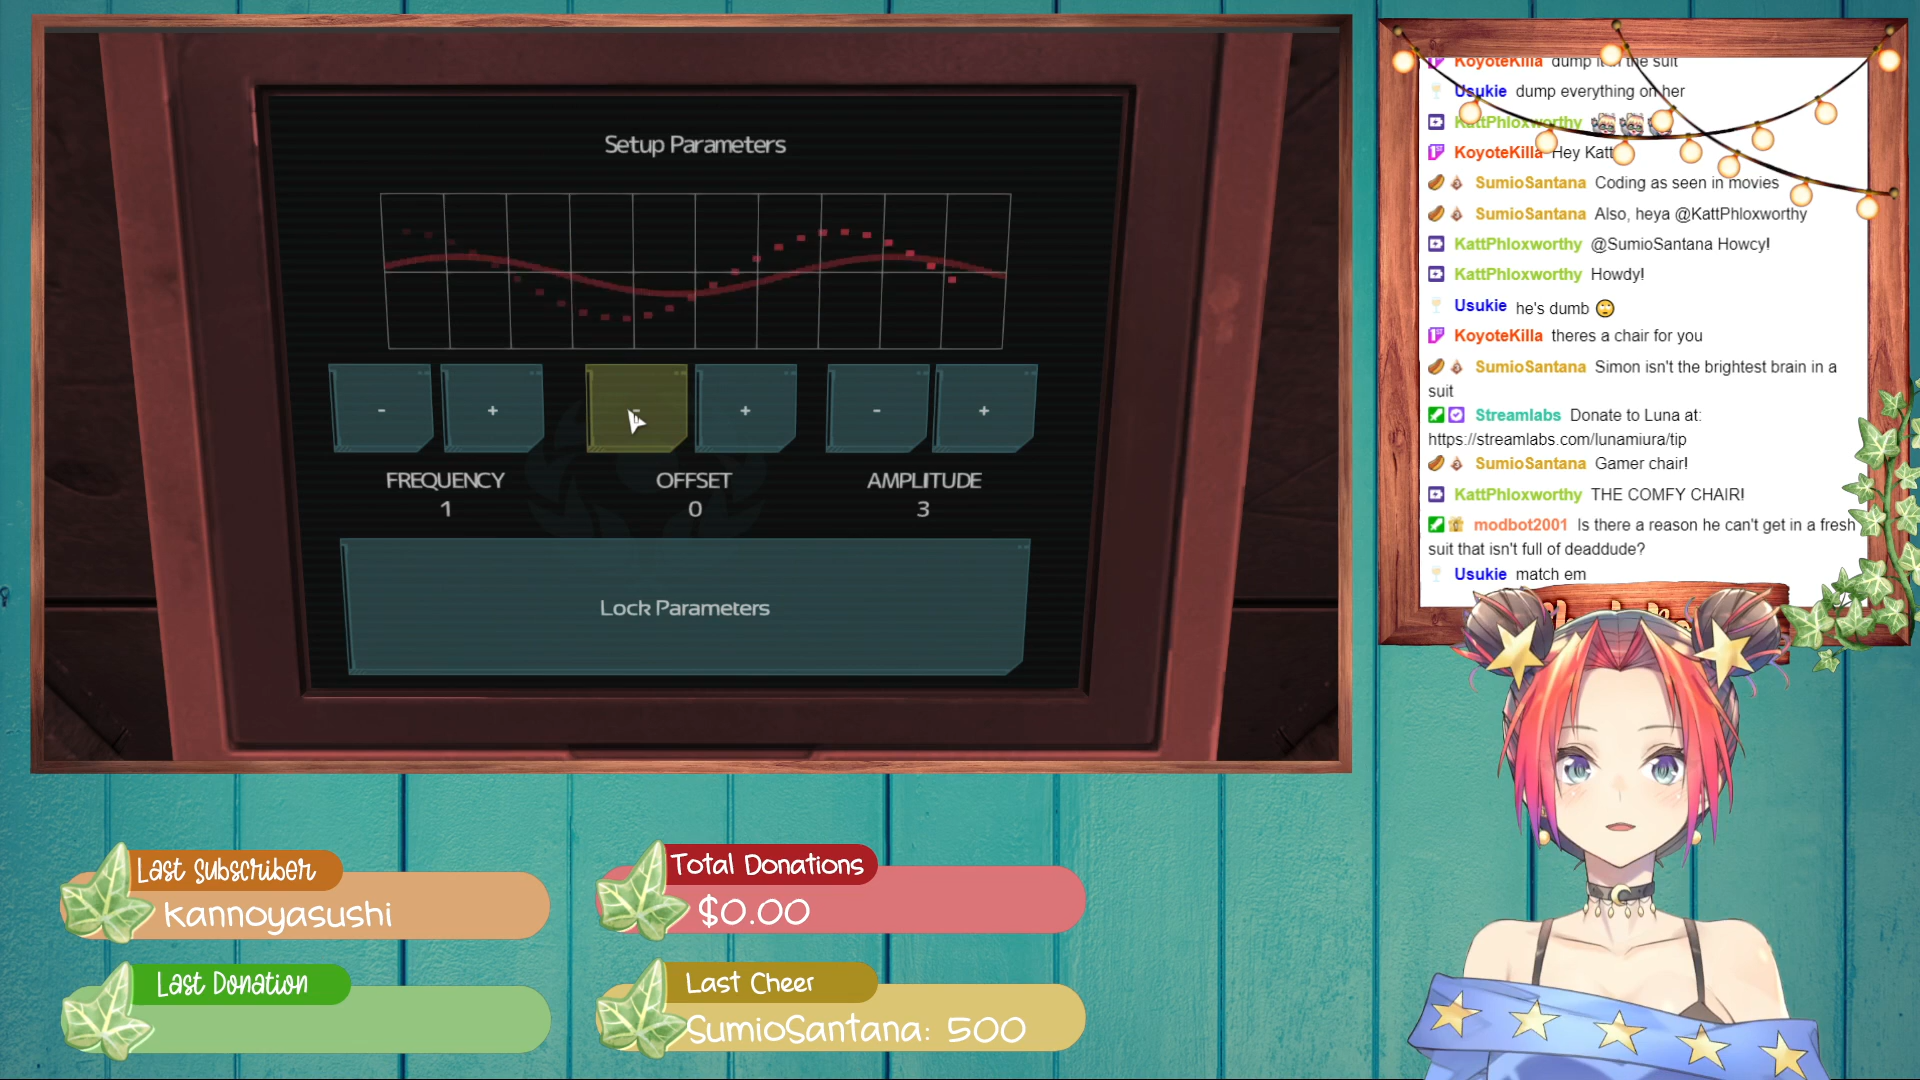 Setup Parameters
- + - + - +
FREQUENCY OFFSET AMPLITUDE
1 0 3
Lock Parameters
KoyoteKilla dump it in the suit
Usukie dump everything on her
KattPhloxworthy
KoyoteKilla Hey Katt
SumioSantana Coding as seen in movies
SumioSantana Also, heya @KattPhloxworthy
KattPhloxworthy @SumioSantana Howcy!
KattPhloxworthy Howdy!
Usukie he's dumb
KoyoteKilla theres a chair for you
SumioSantana Simon isn't the brightest brain in a
suit
Streamlabs Donate to Luna at:
https://streamlabs.com/lunamiura/tip
SumioSantana Gamer chair!
KattPhloxworthy THE COMFY CHAIR!
modbot2001 Is there a reason he can't get in a fresh
suit that isn't full of deaddude?
Usukie match em
Last Subscriber
kannoyasushi
Total Donations
$0.00
Last Donation
Last Cheer
SumioSantana: 500